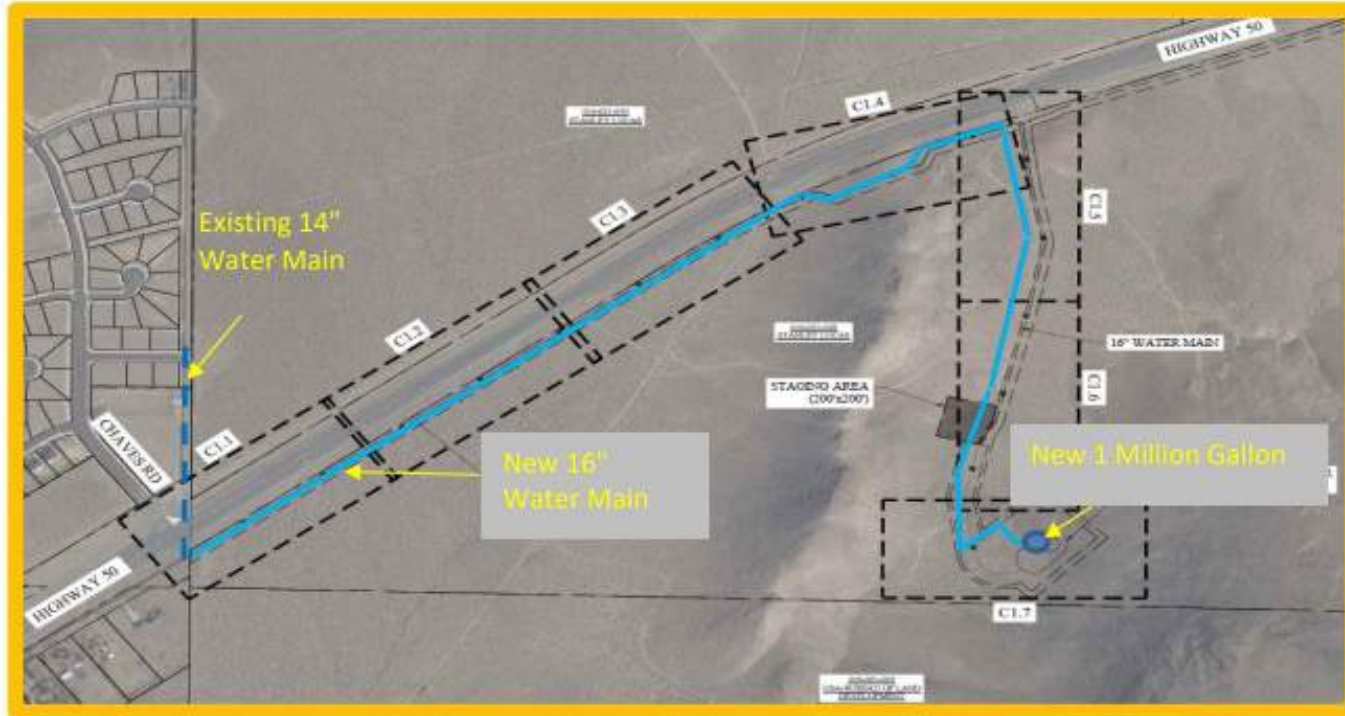 HIGHWAY 50
C1.4
C1.3
C1.5
Existing 14"
Water Main
C1.2
16" WATER MAIN
C1.6
STAGING AREA
(200'x200')
CHAVES RD
C1.1
New 16"
Water Main
New 1 Million Gallon
HIGHWAY 50
C1.7